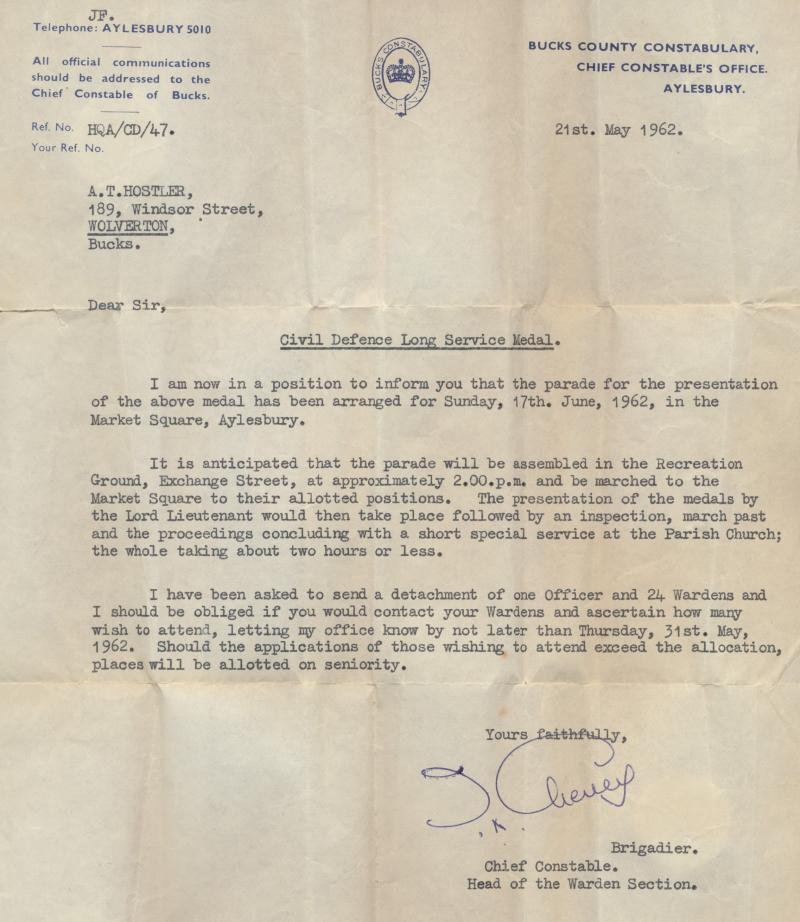 JF.
Telephone: AYLESBURY 5010
All official communications
should be addressed to the
Chief Constable of Bucks.
Ref. No. HQA/CD/47.
Your Ref. No.
BUCKS CONSTABULARY
BUCKS COUNTY CONSTABULARY,
CHIEF CONSTABLE'S OFFICE.
AYLESBURY.
21st. May 1962.
A.T.HOSTLER,
189, Windsor Street,
WOLVERTON,
Bucks.
Dear Sir,
Civil Defence Long Service Medal.
I am now in a position to inform you that the parade for the presentation
of the above medal has been arranged for Sunday, 17th. June, 1962, in the
Market Square, Aylesbury.
It is anticipated that the parade will be assembled in the Recreation
Ground, Exchange Street, at approximately 2.00.p.m. and be marched to the
Market Square to their allotted positions. The presentation of the medals by
the Lord Lieutenant would then take place followed by an inspection, march past
and the proceedings concluding with a short special service at the Parish Church;
the whole taking about two hours or less.
I have been asked to send a detachment of one Officer and 24 Wardens and
I should be obliged if you would contact your Wardens and ascertain how many
wish to attend, letting my office know by not later than Thursday, 31st. May,
1962. Should the applications of those wishing to attend exceed the allocation,
places will be allotted on seniority.
Yours faithfully,
Cheney
Brigadier.
Chief Constable.
Head of the Warden Section.